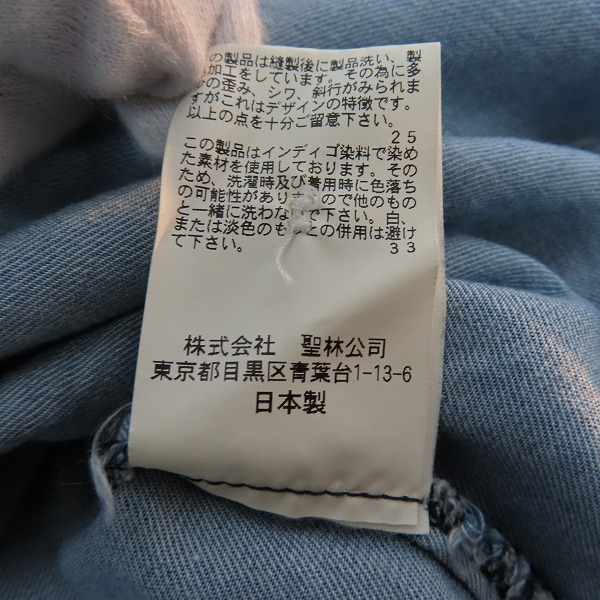 の製品は縫製後に製品洗い、製
加工をしています。その為に多
の歪み、シワ、斜行がみられま
すがこれはデザインの特徴です。
以上の点を十分ご留意下さい。
25
この製品はインディゴ染料で染め
た素材を使用しております。その
ため、洗濯時及び着用時に色落ち
の可能性がありま ので他のもの
と一緒に洗わな で下さい。白、
または淡色のも の併用は避け
て下さい。 33
株式会社 聖林公司
東京都目黒区青葉台1-13-6
日本製